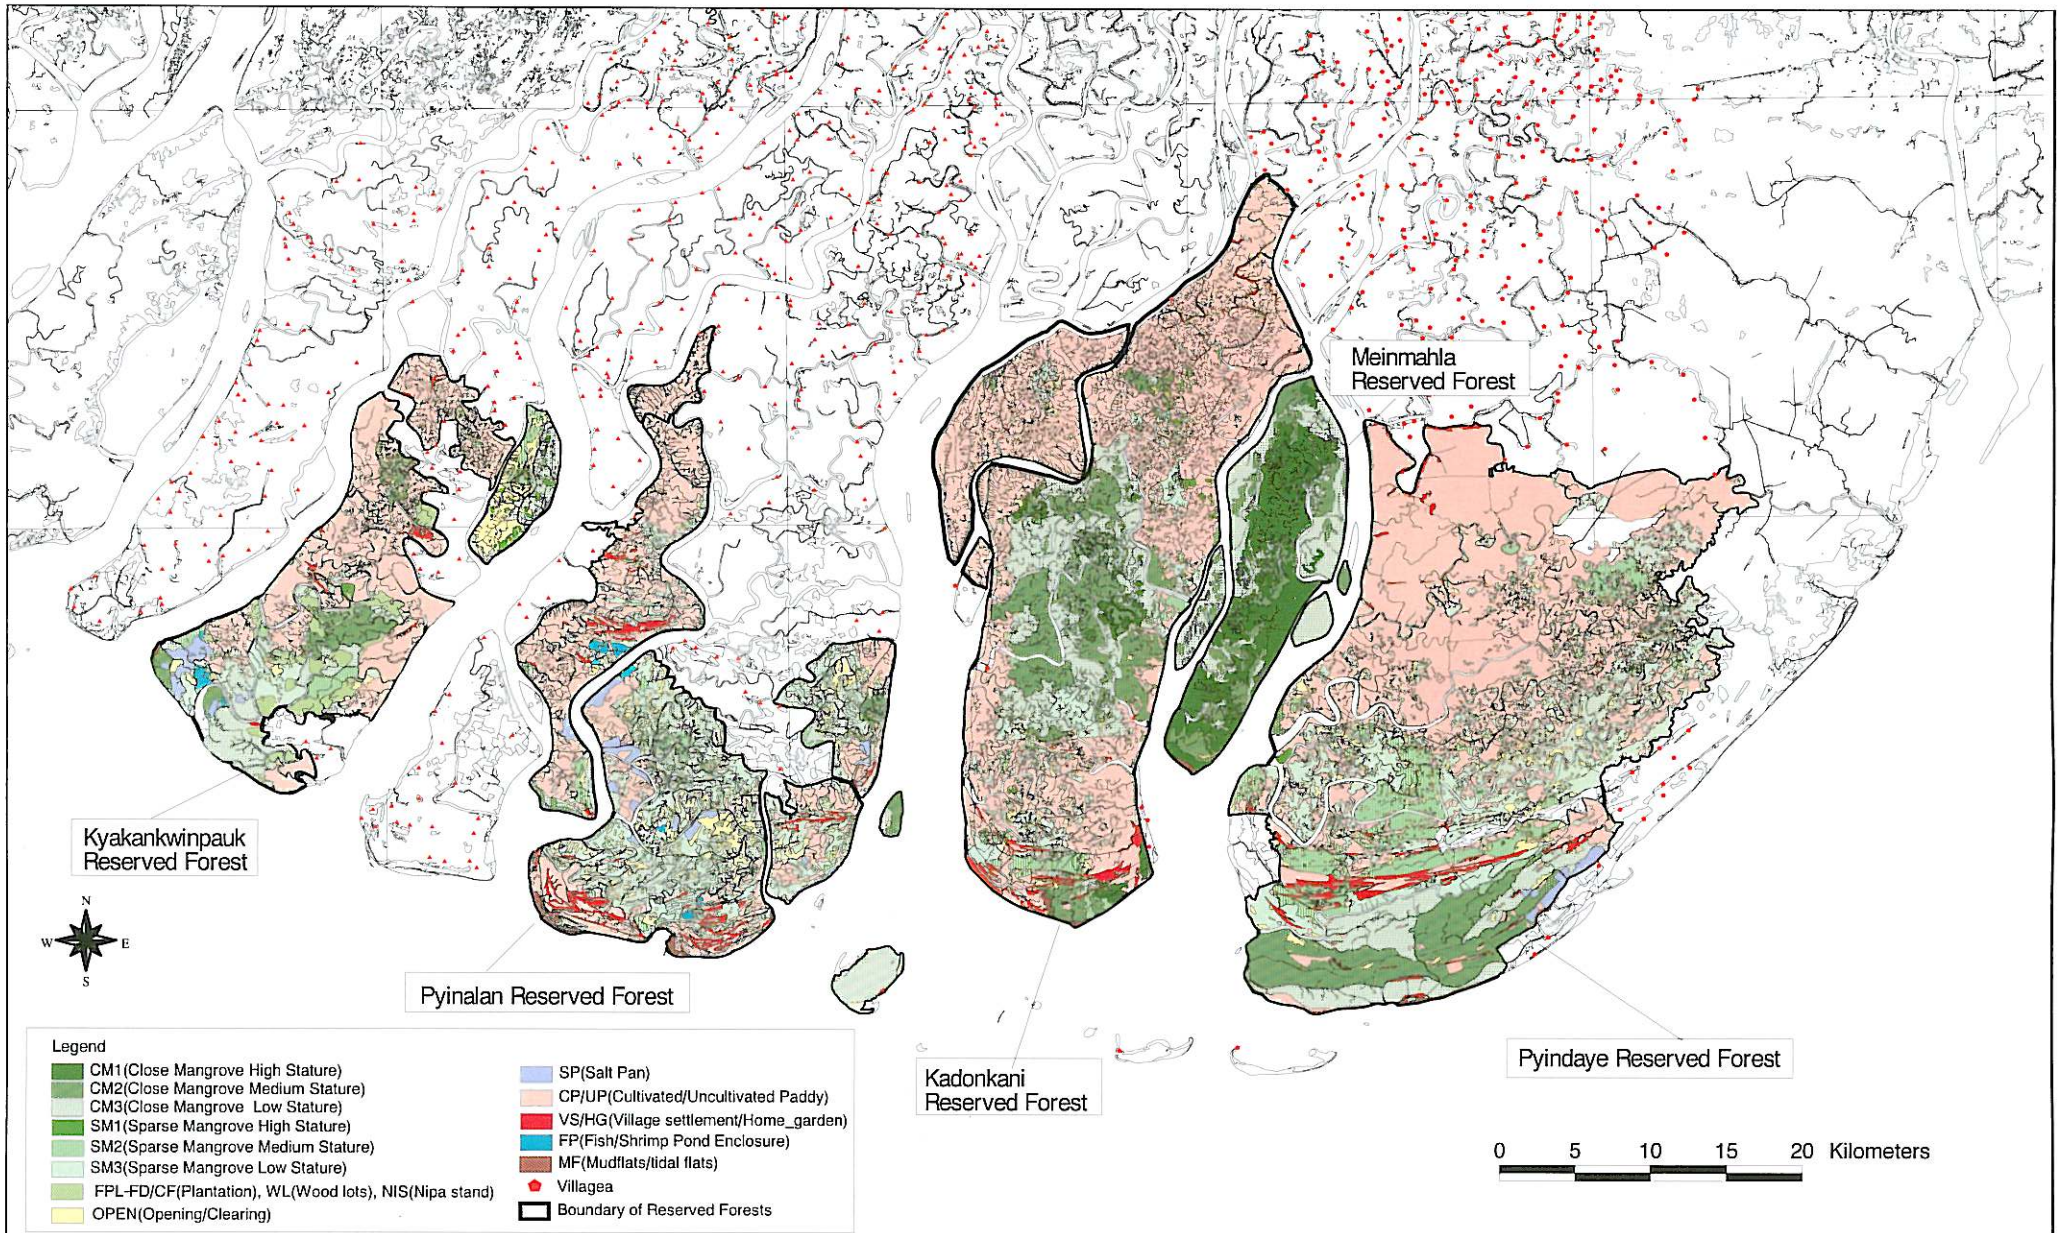 Meinmahla
Reserved Forest
Kyakankwinpauk
Reserved Forest
N
W E
S
Pyinalan Reserved Forest
Kadonkani
Reserved Forest
Pyindaye Reserved Forest
Legend
CM1(Close Mangrove High Stature)
CM2(Close Mangrove Medium Stature)
CM3(Close Mangrove Low Stature)
SM1(Sparse Mangrove High Stature)
SM2(Sparse Mangrove Medium Stature)
SM3(Sparse Mangrove Low Stature)
FPL-FD/CF(Plantation), WL(Wood lots), NIS(Nipa stand)
OPEN(Opening/Clearing)
SP(Salt Pan)
CP/UP(Cultivated/Uncultivated Paddy)
VS/HG(Village settlement/Home_garden)
FP(Fish/Shrimp Pond Enclosure)
MF(Mudflats/tidal flats)
Villagea
Boundary of Reserved Forests
0 5 10 15 20 Kilometers